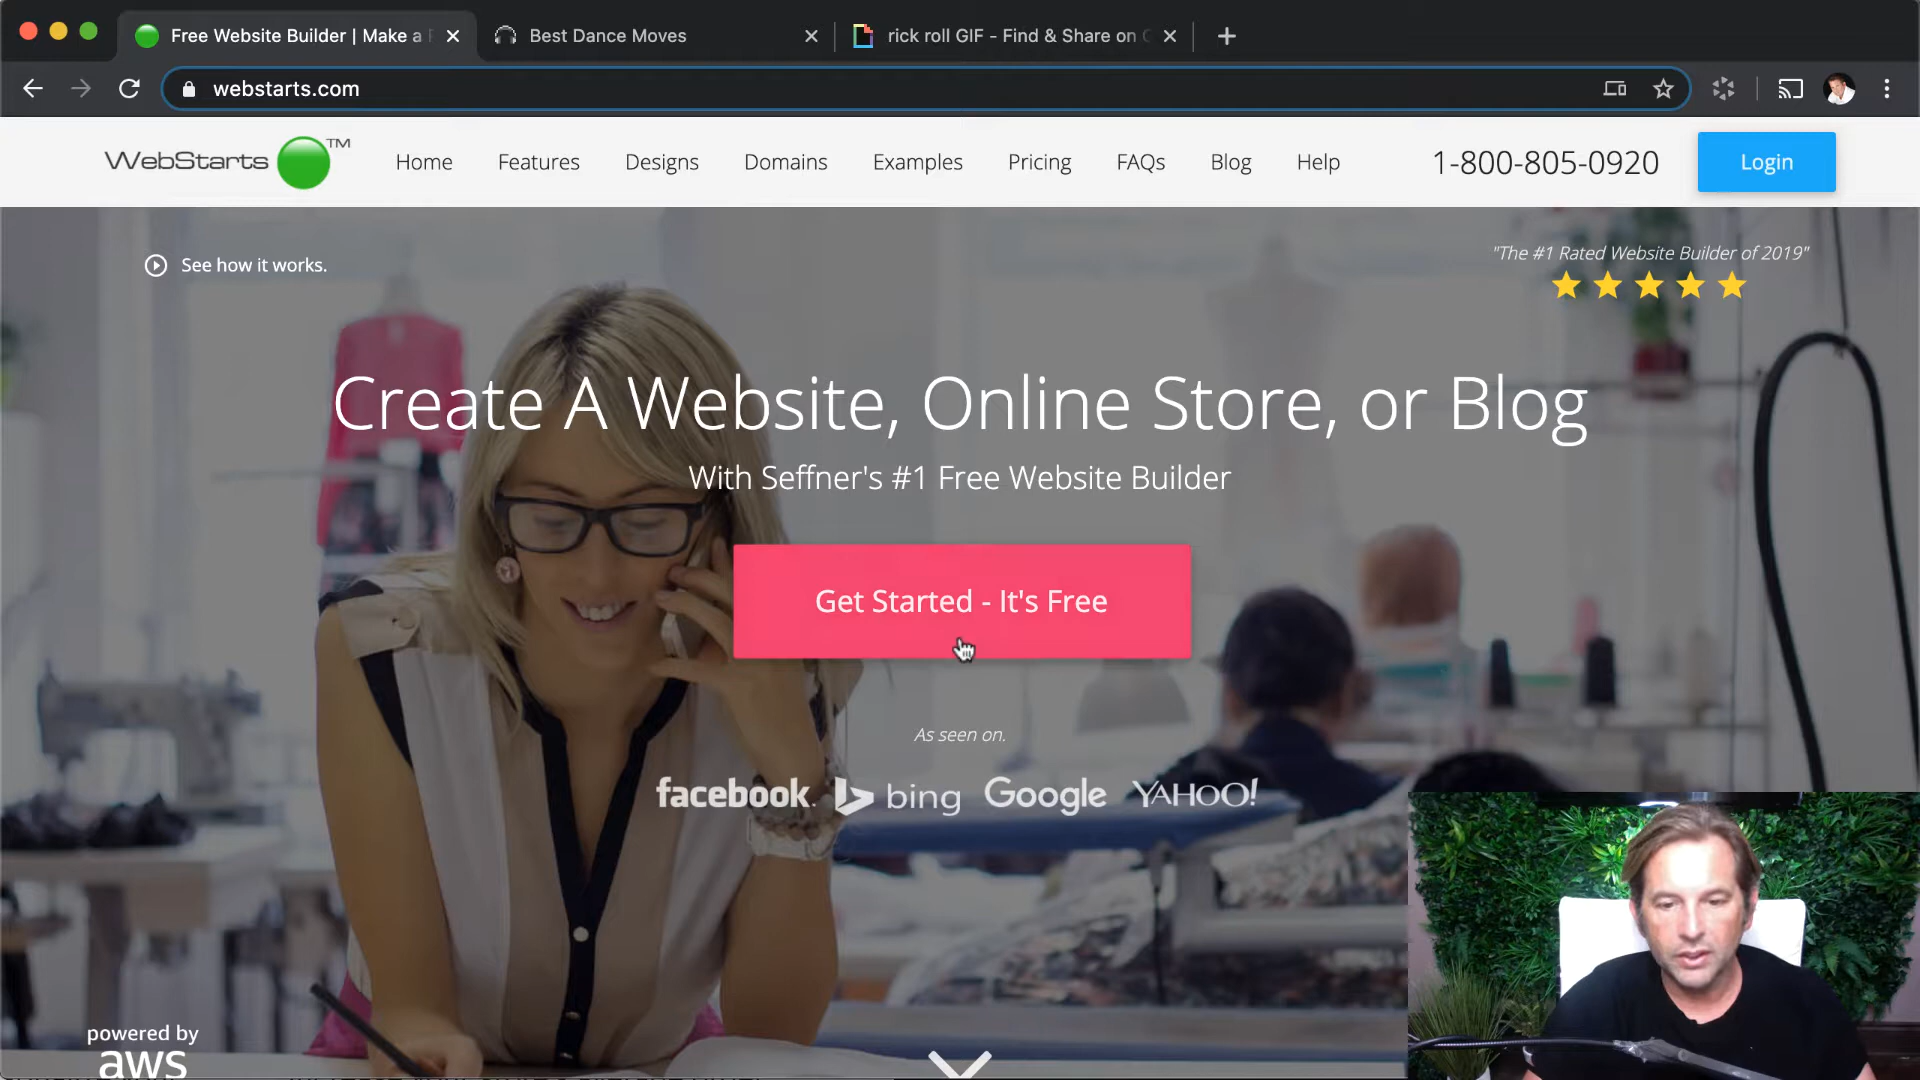 Free Website Builder | Make a F
Best Dance Moves
rick roll GIF - Find & Share on G
webstarts.com
WebStarts TM
Home
Features
Designs
Domains
Examples
Pricing
FAQs
Blog
Help
1-800-805-0920
Login
See how it works.
"The #1 Rated Website Builder of 2019"
Create A Website, Online Store, or Blog
With Seffner's #1 Free Website Builder
Get Started - It's Free
As seen on.
facebook. bing Google YAHOO!
powered by
aws